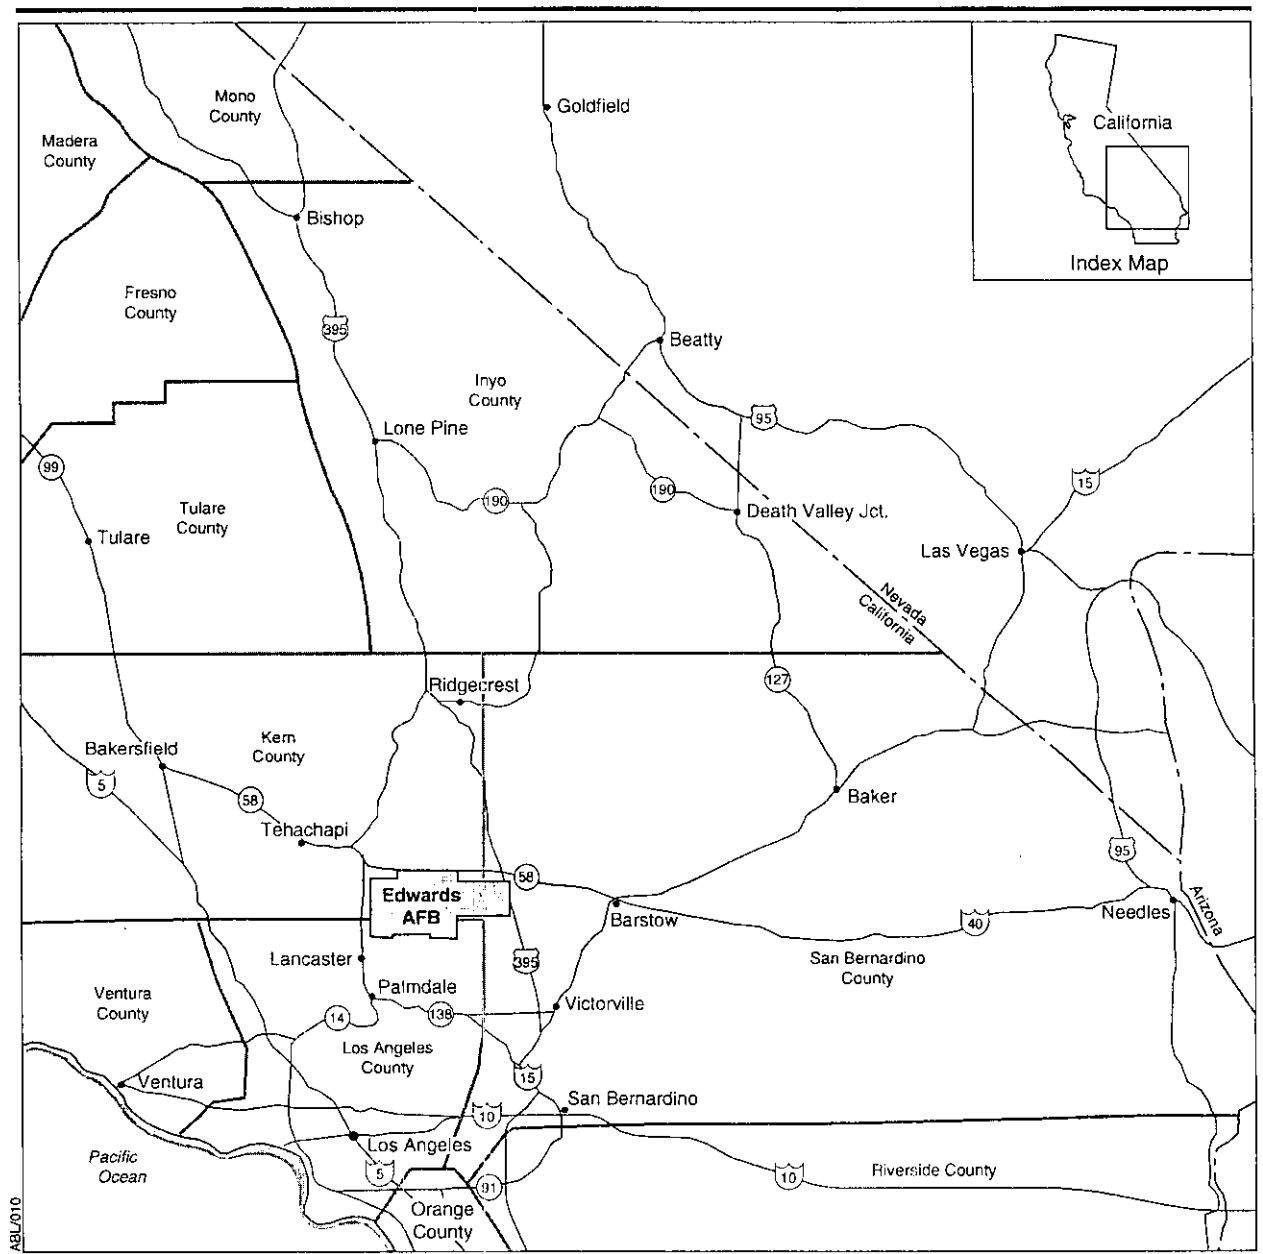 Mono
County
Goldfield
Madera
County
California
Bishop
Index Map
Fresno
County
395
Beatty
Inyo
County
Lone Pine
95
99
190
190
15
Tulare
County
Death Valley Jct.
Tulare
Las Vegas
Nevada
California
127
Ridgecrest
Kern
County
Bakersfield
5
58
Baker
Tehachapi
95
58
Edwards
AFB
Arizona
Barstow
40
Needles
Lancaster
395
San Bernardino
County
Palmdale
Ventura
County
Victorville
14
138
Los Angeles
County
15
Ventura
San Bernardino
10
Los Angeles
Pacific
Ocean
5
10
Riverside County
91
Orange
County
ABL/010